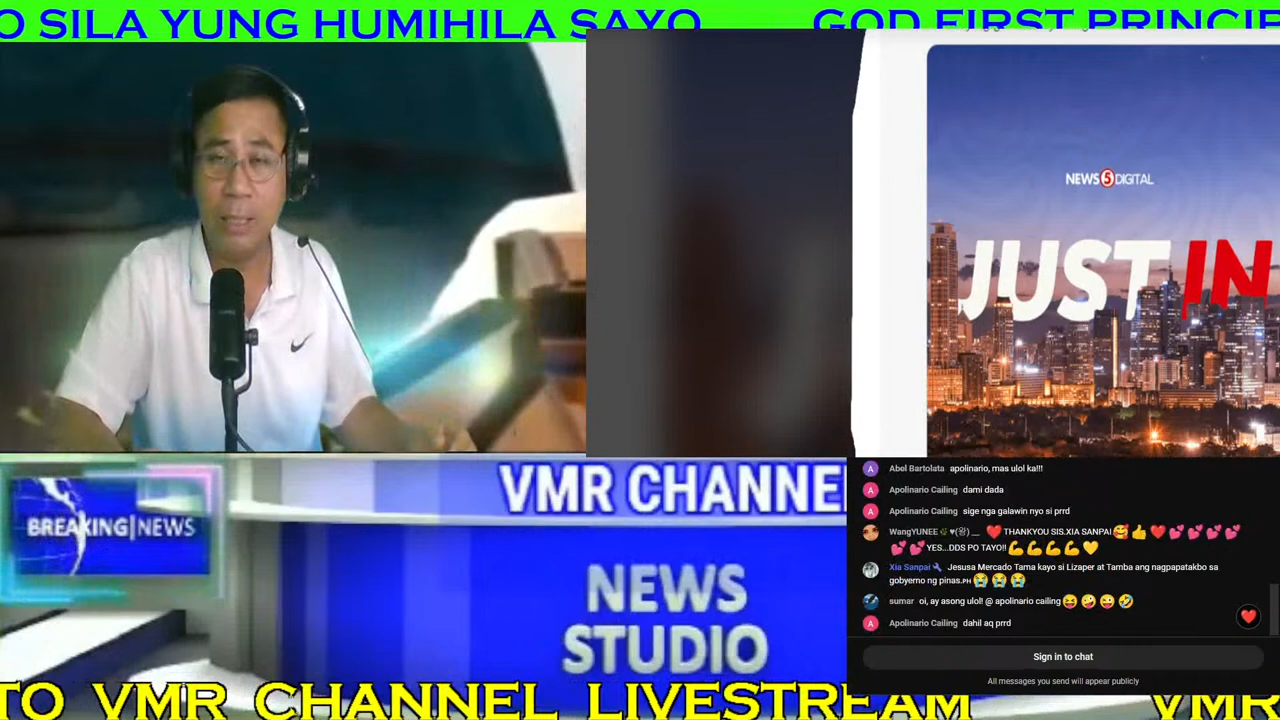 O SILA YUNG HUMIHILA SAYO
GOD FIRST PRINCIP
NEWS 5 DIGITAL
JUST IN
VMR CHANNE
BREAKING|NEWS
NEWS
STUDIO
Abel Bartolata apolinario, mas ulol ka!!!
Apolinario Cailing dami dada
Apolinario Cailing sige nga galawin nyo si prrd
WangYUNEE🌿♥(왕)__ ❤️THANKYOU SIS.XIA SANPAI🥰👍❤️💕💕💕💕
💕💕YES...DDS PO TAYO!!💪💪💪💪💛
Xia Sanpai Jesusa Mercado Tama kayo si Lizaper at Tamba ang nagpapatakbo sa
gobyerno ng pinas.PH😭😭😭
sumar oi, ay asong ulol! @ apolinario cailing😝🤪😜🤣
Apolinario Cailing dahil aq prrd
Sign in to chat
All messages you send will appear publicly
TO VMR CHANNEL LIVESTREAM
VMR